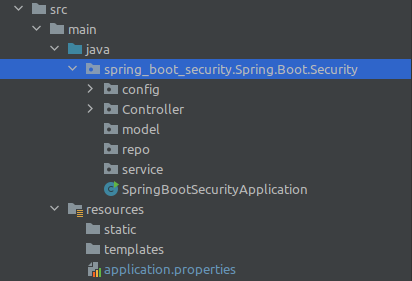 src
main
java
spring_boot_security.Spring.Boot.Security
config
Controller
model
repo
service
SpringBootSecurityApplication
resources
static
templates
application.properties